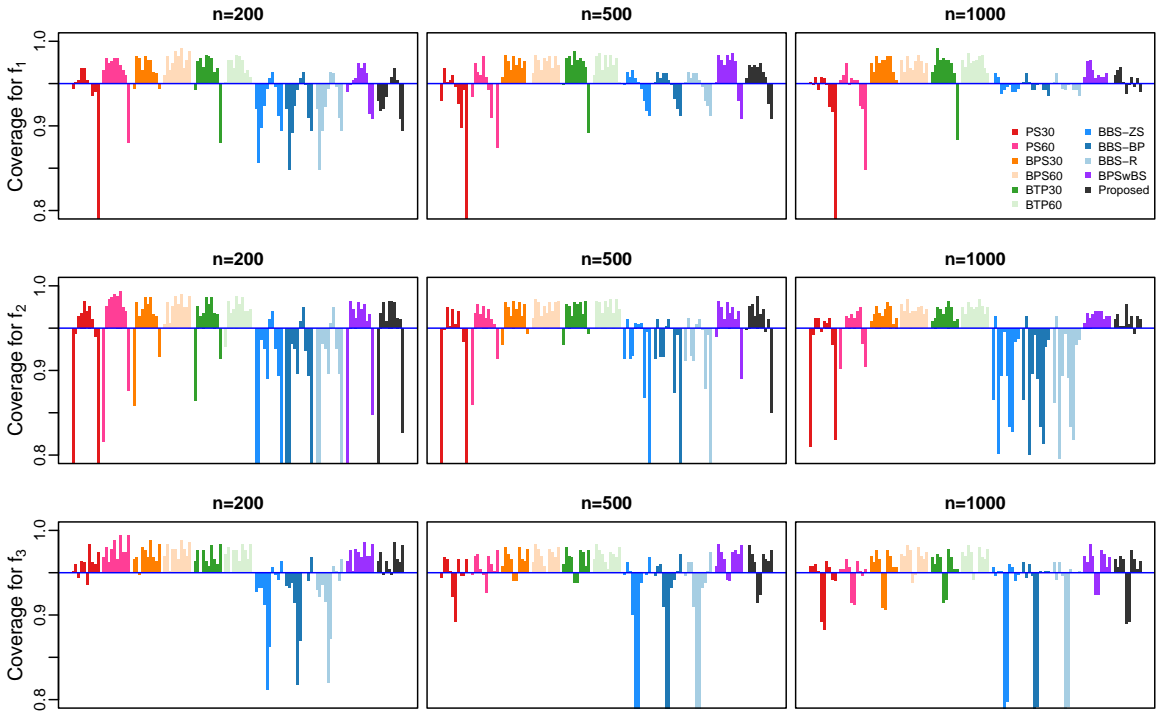 n=200
n=500
n=1000
Coverage for f1
1.0
0.9
0.8
PS30
PS60
BPS30
BPS60
BTP30
BTP60
BBS−ZS
BBS−BP
BBS−R
BPSwBS
Proposed
n=200
n=500
n=1000
Coverage for f2
1.0
0.9
0.8
n=200
n=500
n=1000
Coverage for f3
1.0
0.9
0.8